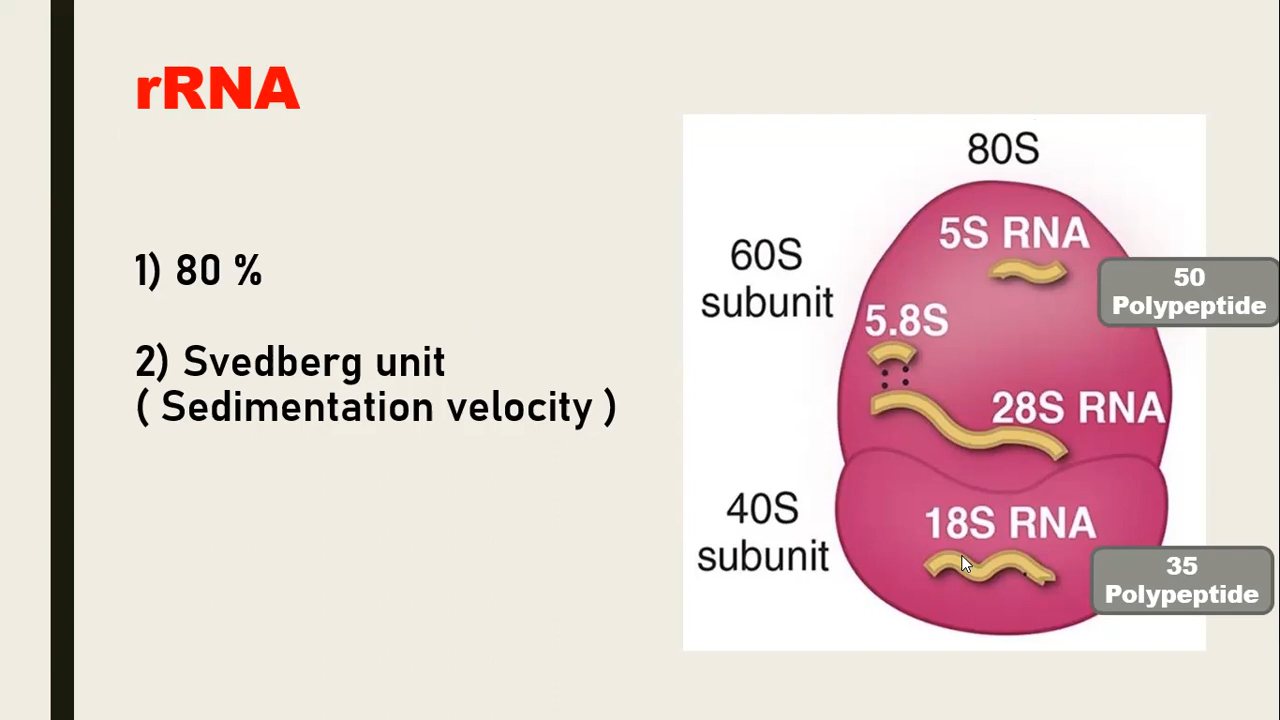 rRNA
1) 80 %
2) Svedberg unit
( Sedimentation velocity )
80S
60S
subunit
5S RNA
50
Polypeptide
5.8S
28S RNA
40S
subunit
18S RNA
35
Polypeptide